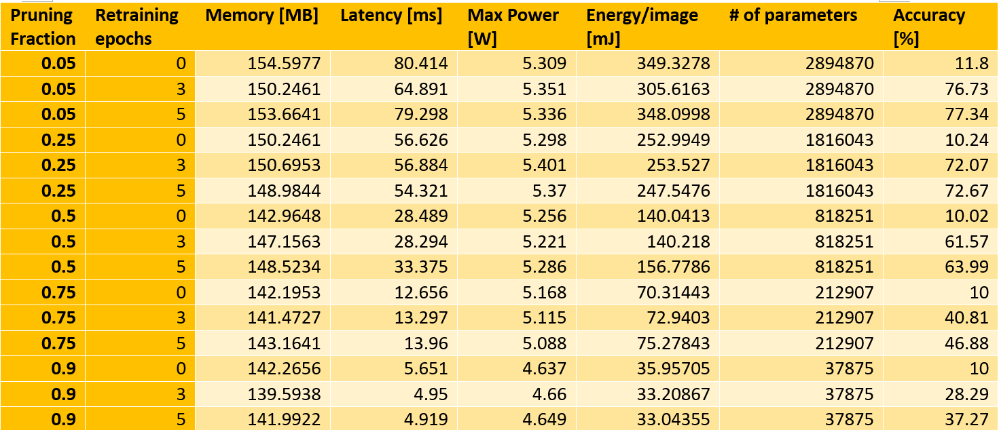 Pruning Fraction Retraining epochs Memory [MB] Latency [ms] Max Power [W] Energy/image [mJ] # of parameters Accuracy [%]
0.05 0 154.5977 80.414 5.309 349.3278 2894870 11.8
0.05 3 150.2461 64.891 5.351 305.6163 2894870 76.73
0.05 5 153.6641 79.298 5.336 348.0998 2894870 77.34
0.25 0 150.2461 56.626 5.298 252.9949 1816043 10.24
0.25 3 150.6953 56.884 5.401 253.527 1816043 72.07
0.25 5 148.9844 54.321 5.37 247.5476 1816043 72.67
0.5 0 142.9648 28.489 5.256 140.0413 818251 10.02
0.5 3 147.1563 28.294 5.221 140.218 818251 61.57
0.5 5 148.5234 33.375 5.286 156.7786 818251 63.99
0.75 0 142.1953 12.656 5.168 70.31443 212907 10
0.75 3 141.4727 13.297 5.115 72.9403 212907 40.81
0.75 5 143.1641 13.96 5.088 75.27843 212907 46.88
0.9 0 142.2656 5.651 4.637 35.95705 37875 10
0.9 3 139.5938 4.95 4.66 33.20867 37875 28.29
0.9 5 141.9922 4.919 4.649 33.04355 37875 37.27